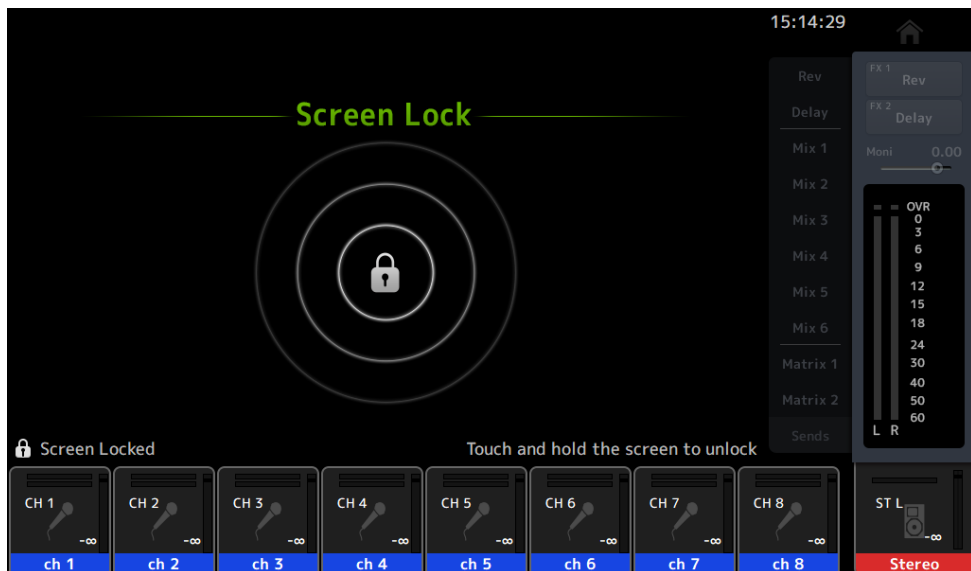 15:14:29
Screen Lock
Rev
Delay
Mix 1
Mix 2
Mix 3
Mix 4
Mix 5
Mix 6
Matrix 1
Matrix 2
Sends
FX 1
Rev
FX 2
Delay
Moni 0.00
OVR
0
3
6
9
12
15
18
24
30
40
50
60
L R
Screen Locked
Touch and hold the screen to unlock
CH 1 CH 2 CH 3 CH 4 CH 5 CH 6 CH 7 CH 8 ST L
-∞ -∞ -∞ -∞ -∞ -∞ -∞ -∞ -∞
ch 1 ch 2 ch 3 ch 4 ch 5 ch 6 ch 7 ch 8 Stereo